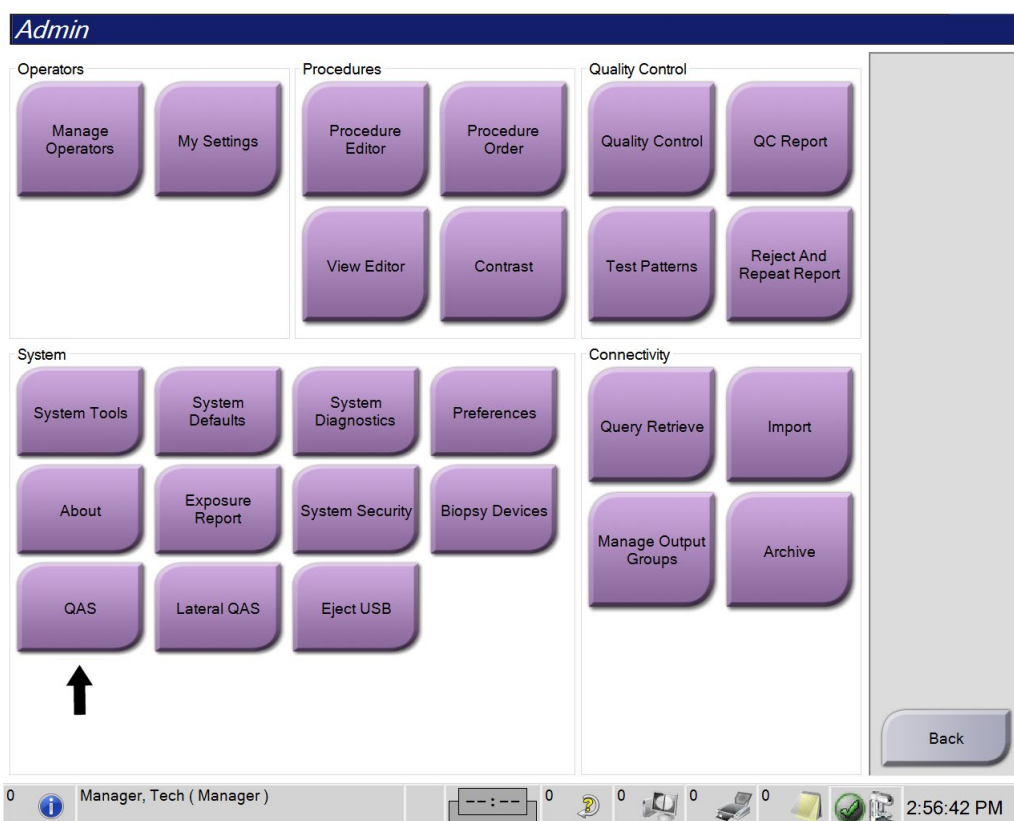 Admin
Operators
Manage
Operators
My Settings
Procedures
Procedure
Editor
Procedure
Order
View Editor
Contrast
Quality Control
Quality Control
QC Report
Test Patterns
Reject And
Repeat Report
System
System Tools
System
Defaults
System
Diagnostics
Preferences
About
Exposure
Report
System Security
Biopsy Devices
QAS
Lateral QAS
Eject USB
Connectivity
Query Retrieve
Import
Manage Output
Groups
Archive
Back
0
Manager, Tech ( Manager )
--:--
0
0
0
0
2:56:42 PM